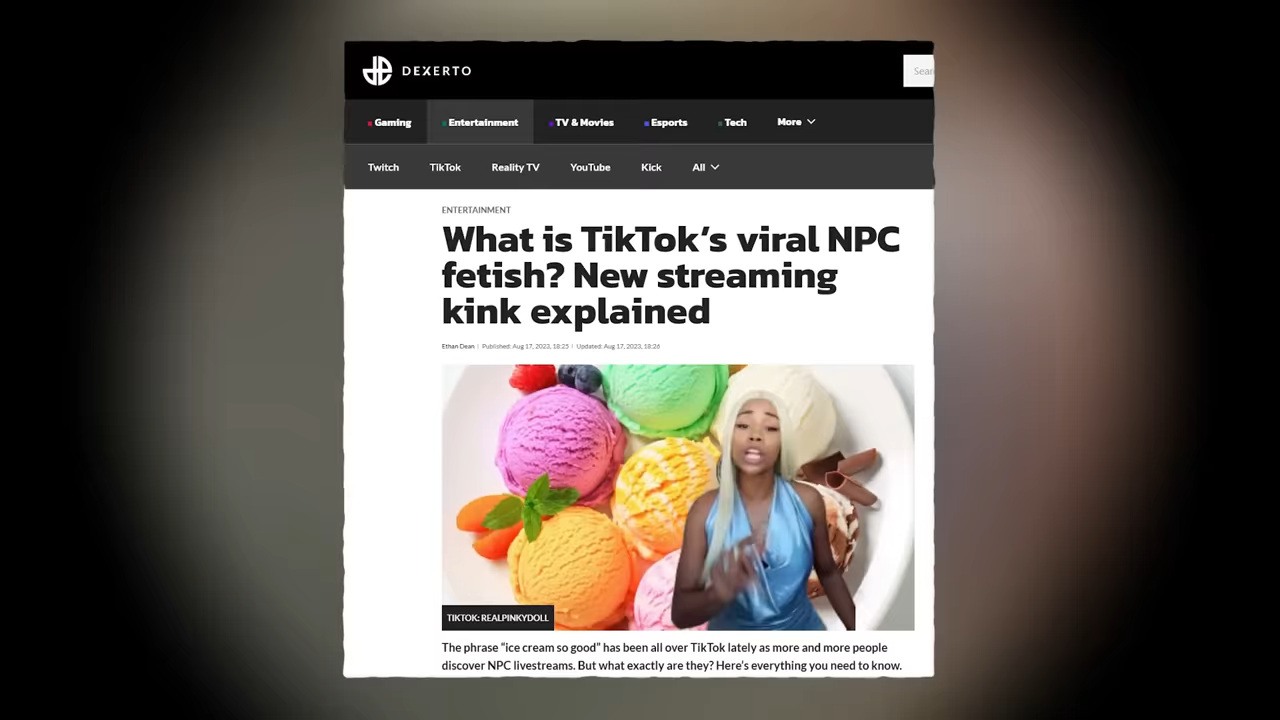 DEXERTO
Gaming
Entertainment
TV & Movies
Esports
Tech
More
Twitch
TikTok
Reality TV
YouTube
Kick
All
ENTERTAINMENT
What is TikTok’s viral NPC
fetish? New streaming
kink explained
Ethan Dean | Published: Aug 17, 2023, 18:25 | Updated: Aug 17, 2023, 18:26
TIKTOK: REALPINKYDOLL
The phrase “ice cream so good” has been all over TikTok lately as more and more people
discover NPC livestreams. But what exactly are they? Here’s everything you need to know.